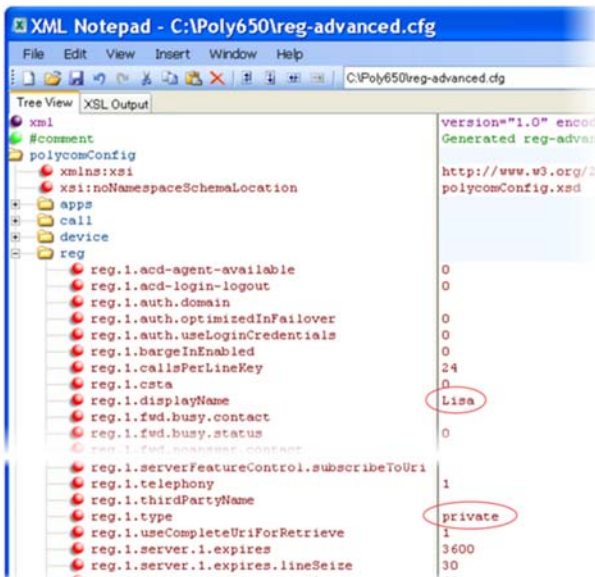 XML Notepad - C:\Poly650\reg-advanced.cfg
File Edit View Insert Window Help
C:\Poly650\reg-advanced.cfg
Tree View XSL Output
xml version="1.0" encod
#comment Generated reg-advan
polycomConfig
xmlns:xsi http://www.w3.org/2
xsi:noNamespaceSchemaLocation polycomConfig.xsd
apps
call
device
reg
reg.1.acd-agent-available 0
reg.1.acd-login-logout 0
reg.1.auth.domain
reg.1.auth.optimizedInFailover 0
reg.1.auth.useLoginCredentials 0
reg.1.bargeInEnabled 0
reg.1.callsPerLineKey 24
reg.1.csta 0
reg.1.displayName Lisa
reg.1.fwd.busy.contact
reg.1.fwd.busy.status 0
reg.1.fwd.noanswer.contact
reg.1.serverFeatureControl.subscribeToUri
reg.1.telephony 1
reg.1.thirdPartyName
reg.1.type private
reg.1.useCompleteUriForRetrieve 1
reg.1.server.1.expires 3600
reg.1.server.1.expires.lineSeize 30